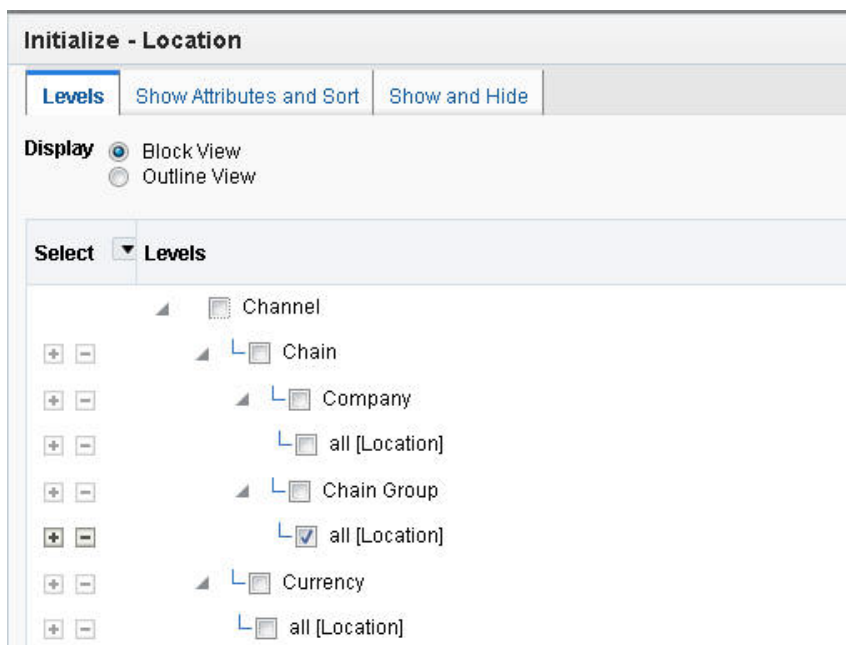 Initialize - Location
Levels Show Attributes and Sort Show and Hide
Display Block View
Outline View
Select Levels
Channel
Chain
Company
all [Location]
Chain Group
all [Location]
Currency
all [Location]